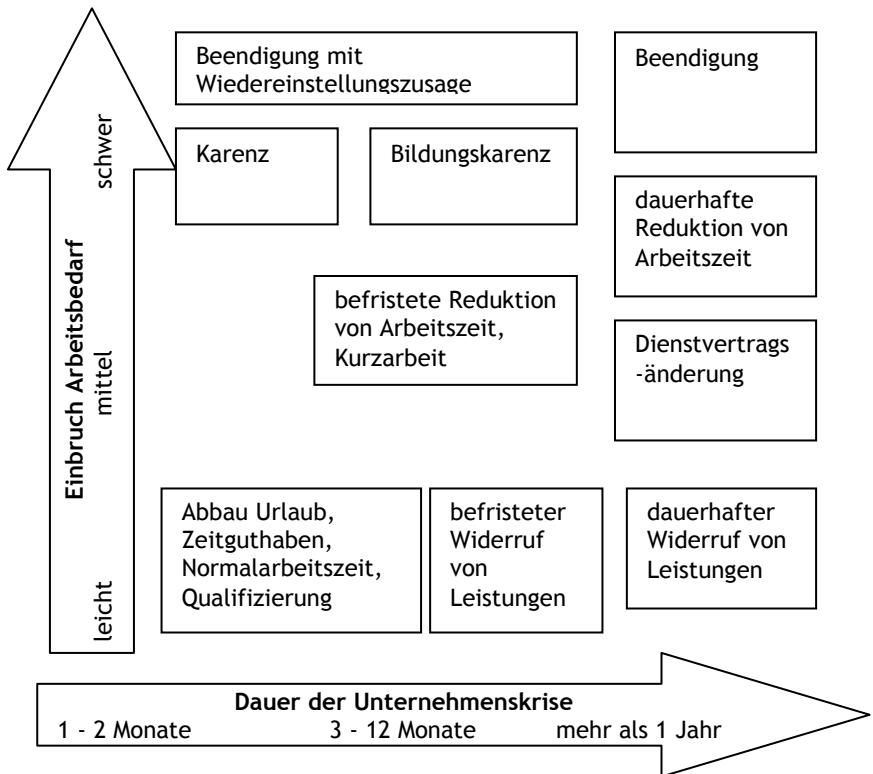 Beendigung mit
Wiedereinstellungszusage
Beendigung
Karenz
Bildungskarenz
dauerhafte
Reduktion von
Arbeitszeit
befristete Reduktion
von Arbeitszeit,
Kurzarbeit
Dienstvertrags
-änderung
Abbau Urlaub,
Zeitguthaben,
Normalarbeitszeit,
Qualifizierung
befristeter
Widerruf
von
Leistungen
dauerhafter
Widerruf von
Leistungen
Einbruch Arbeitsbedarf
leicht mittel schwer
Dauer der Unternehmenskrise
1 - 2 Monate 3 - 12 Monate mehr als 1 Jahr